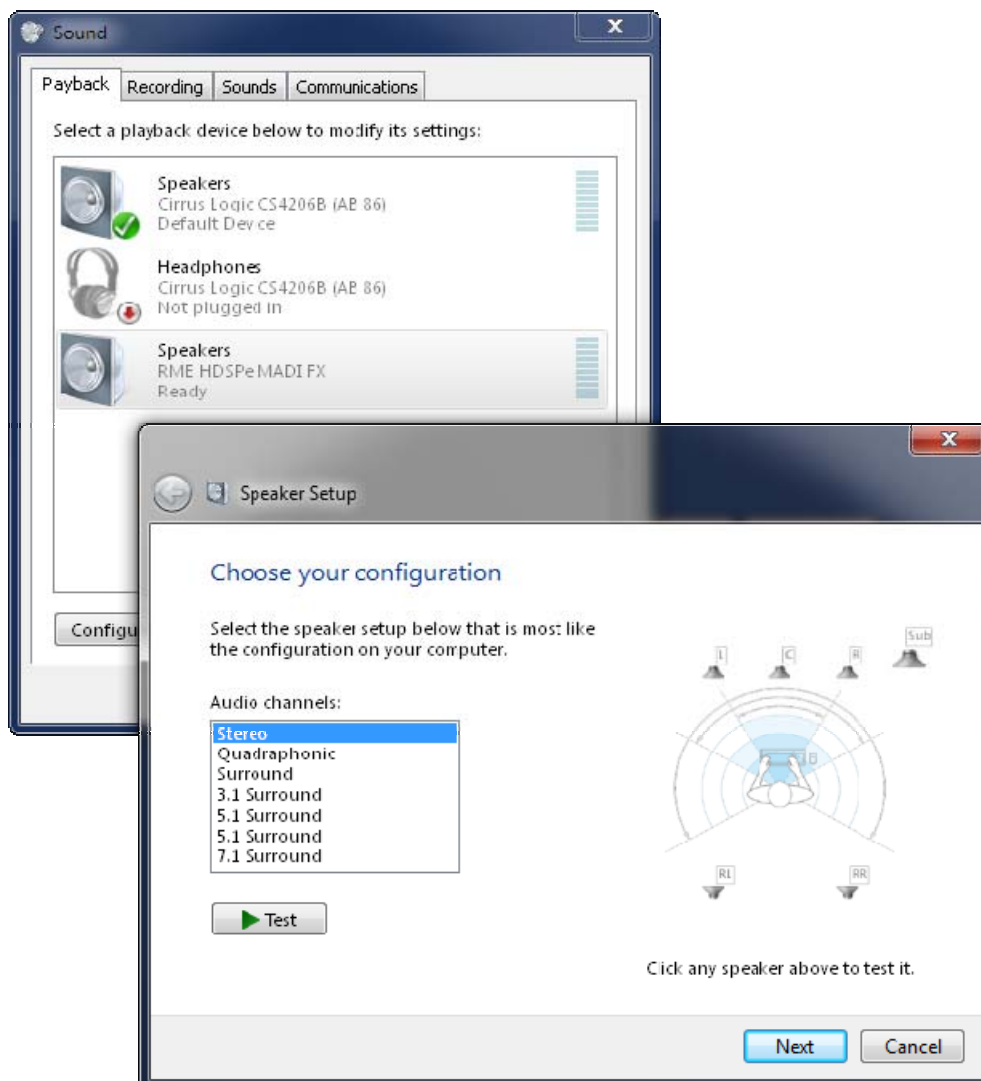 Sound
Payback
Recording
Sounds
Communications
Select a playback device below to modify its settings:
Speakers
Cirrus Logic CS4206B (AB 86)
Default Device
Headphones
Cirrus Logic CS4206B (AB 86)
Not plugged in
Speakers
RME HDSPe MADI FX
Ready
Configu
Speaker Setup
Choose your configuration
Select the speaker setup below that is most like
the configuration on your computer.
Audio channels:
Stereo
Quadraphonic
Surround
3.1 Surround
5.1 Surround
5.1 Surround
7.1 Surround
Test
L
C
R
Sub
RL
RR
Click any speaker above to test it.
Next
Cancel